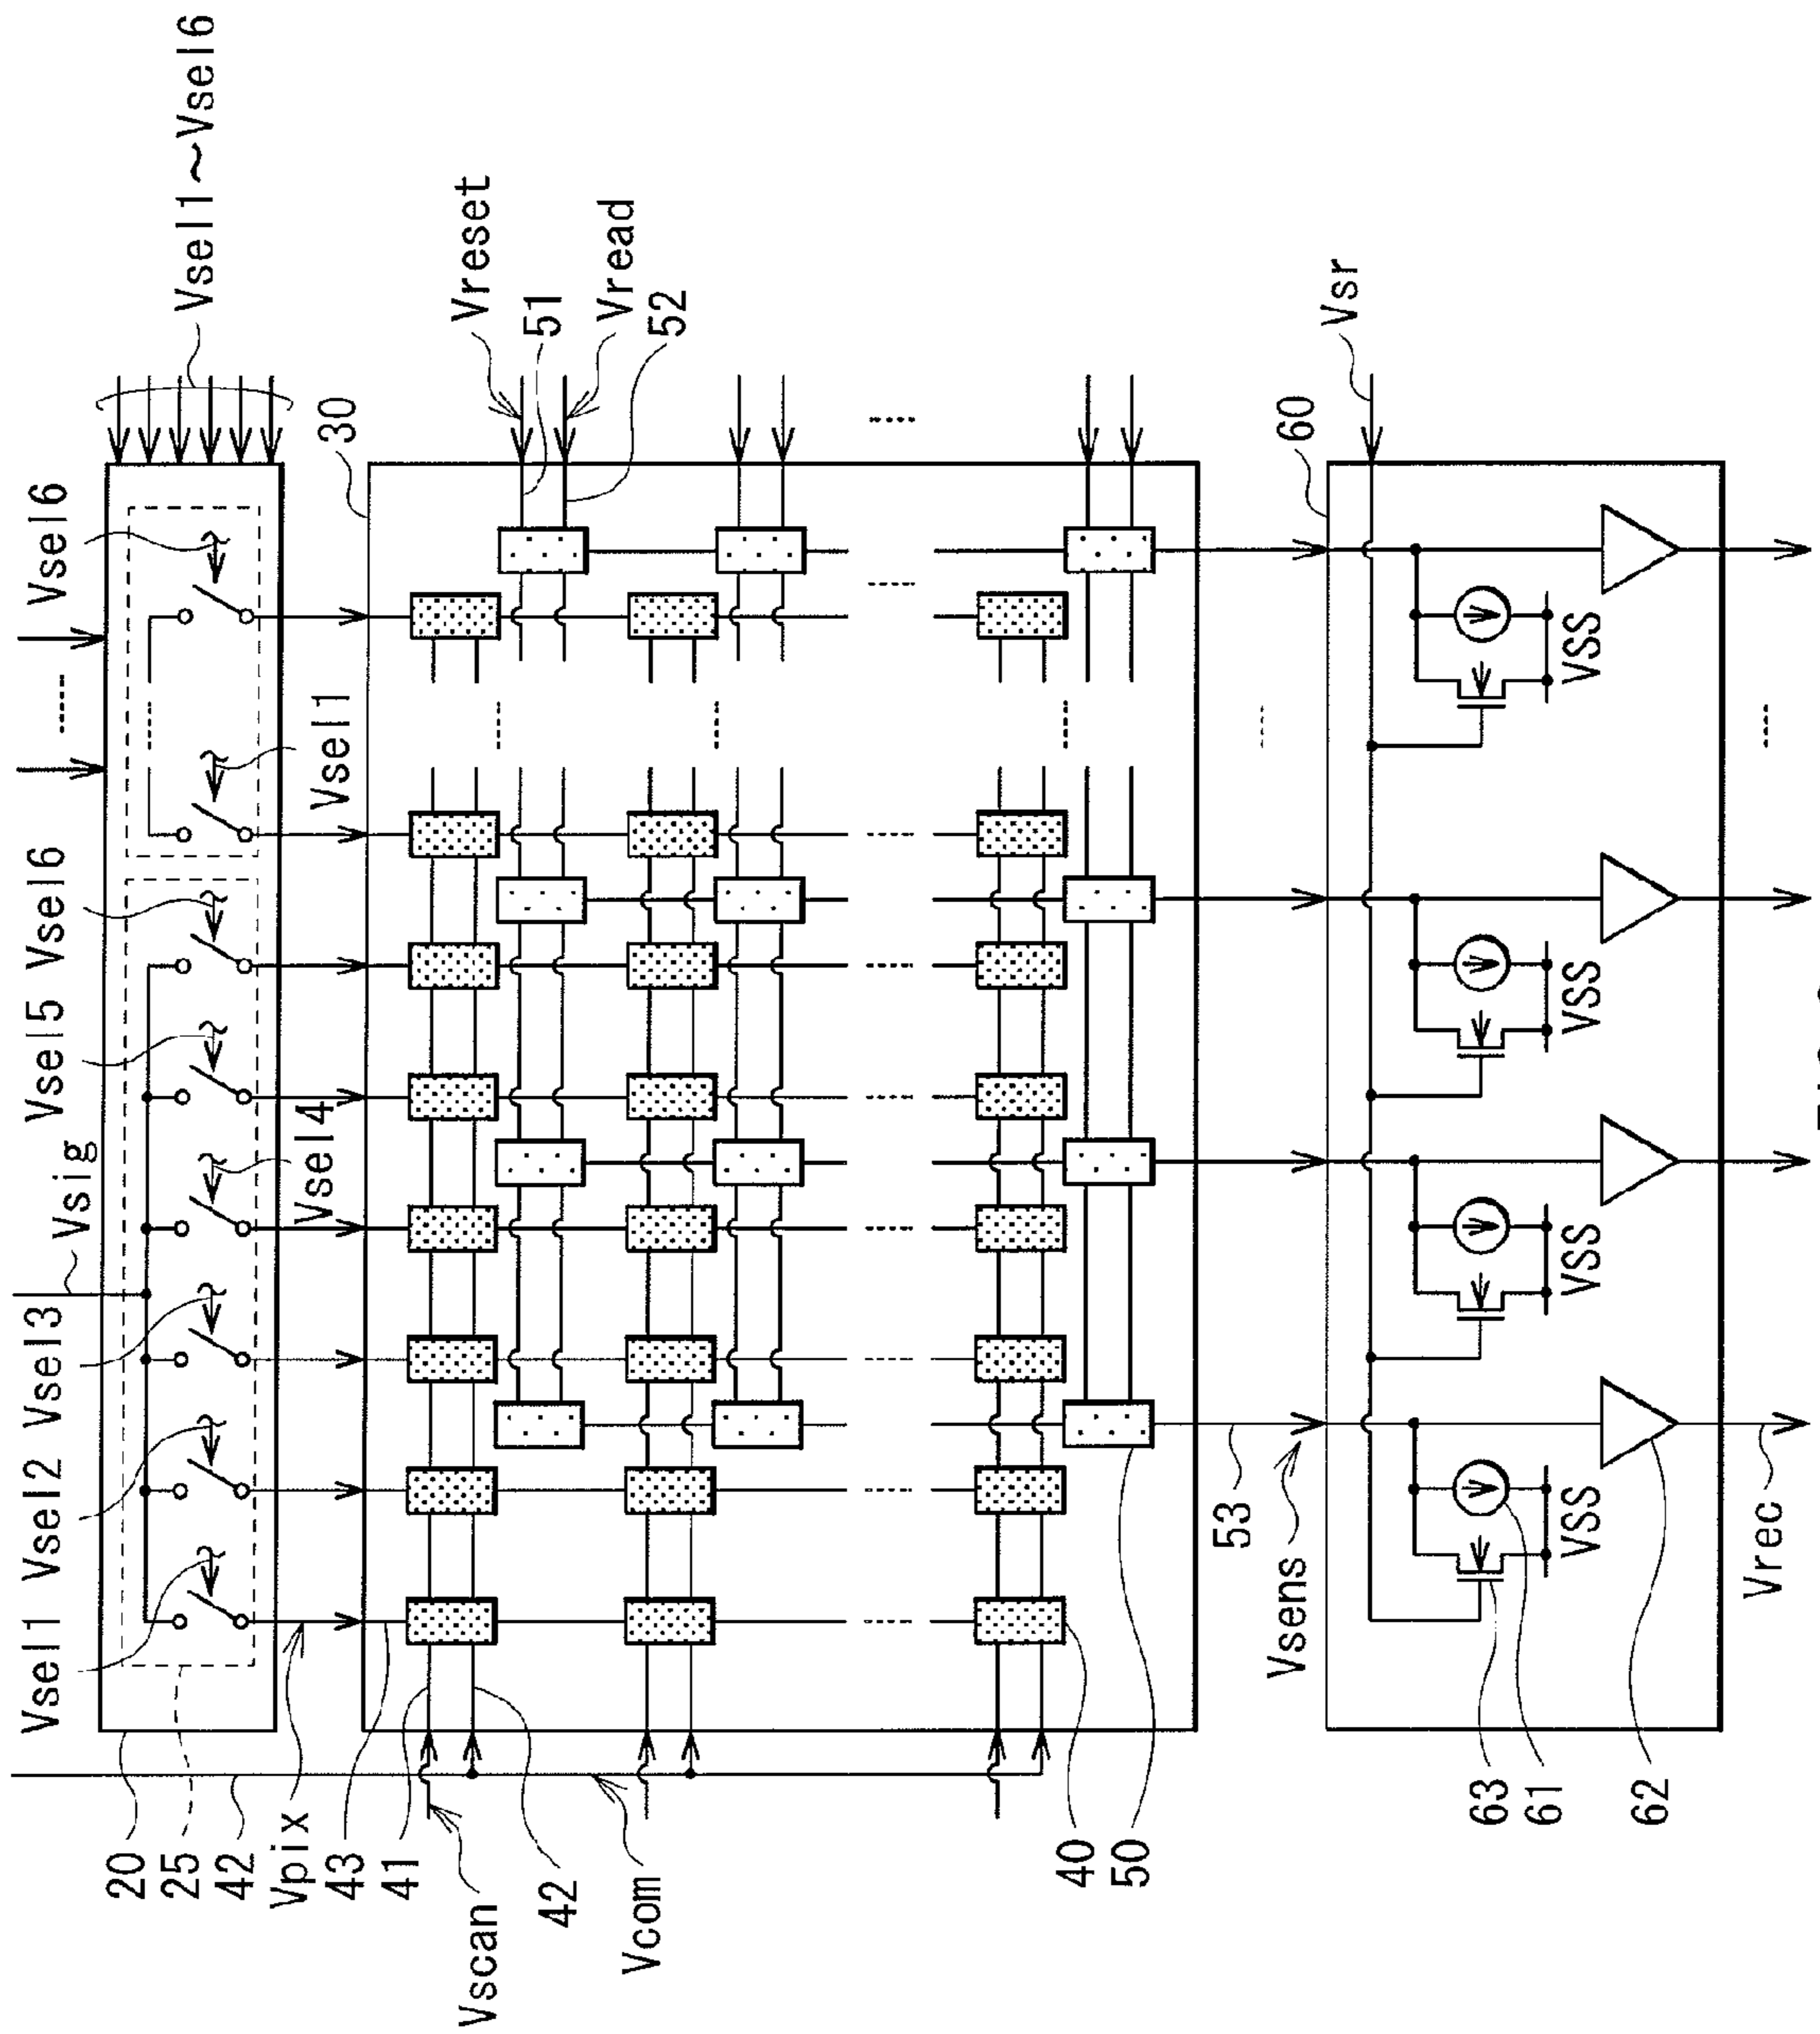 Vsel1 Vsel2 Vsel3
Vsig
Vsel5 Vsel6
Vsel6
Vsel1~Vsel6
Vsel4
Vsel1
20
25
42
Vpix
43
41
Vscan
42
Vcom
30
Vreset
51
Vread
52
40
50
53
Vsens
60
Vsr
VSS
VSS
VSS
VSS
63
61
62
Vrec